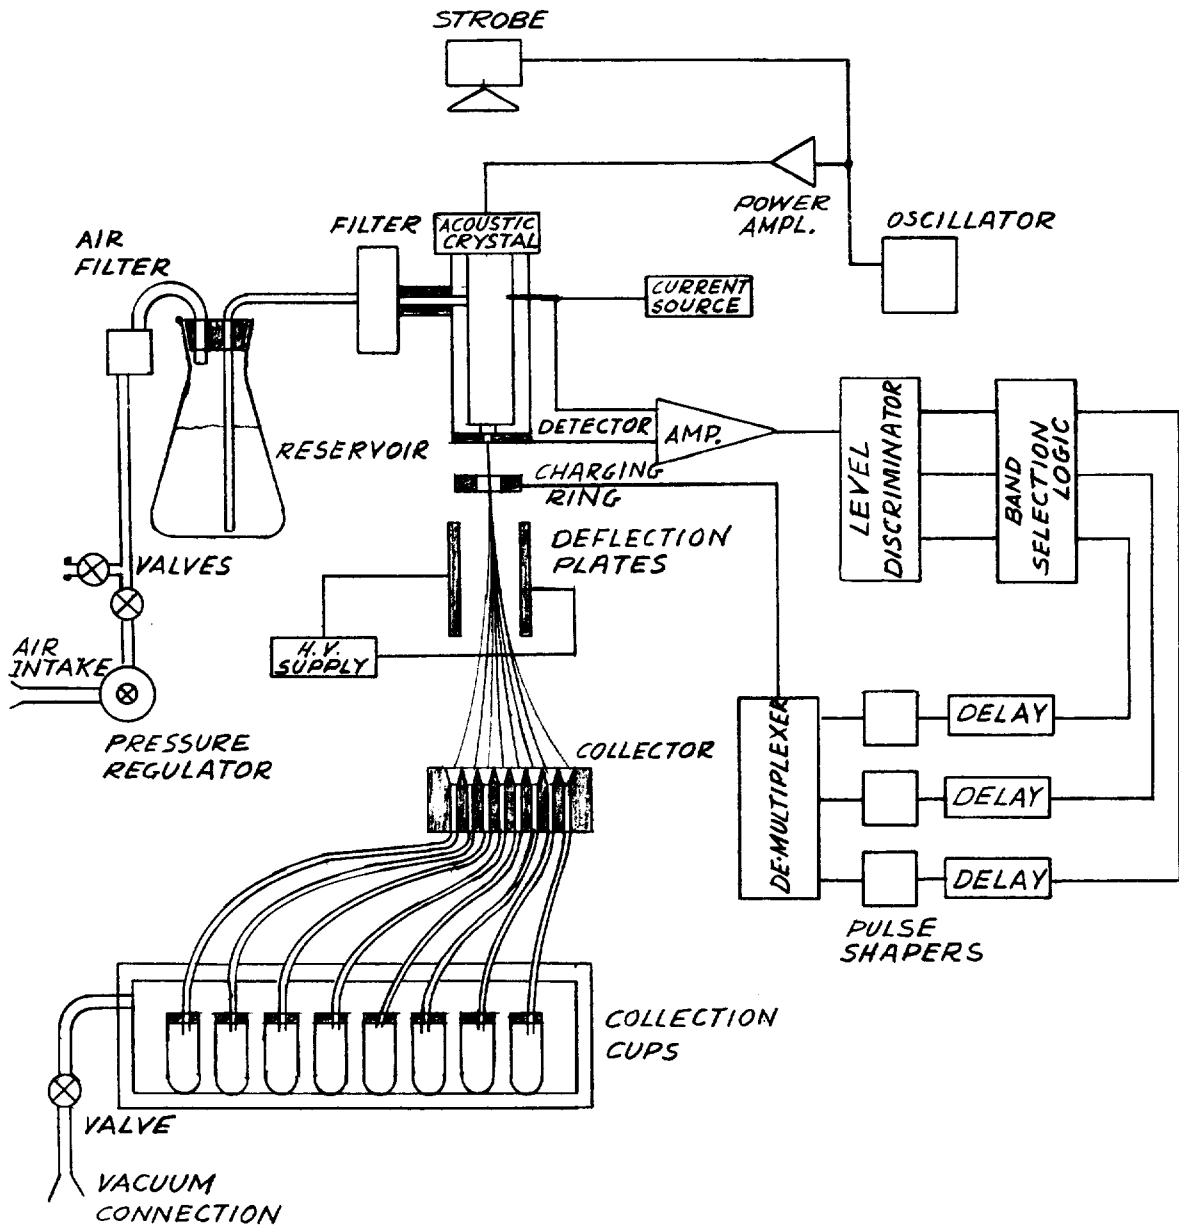 STROBE
POWER
AMPL.
OSCILLATOR
FILTER
ACOUSTIC
CRYSTAL
AIR
FILTER
CURRENT
SOURCE
RESERVOIR
DETECTOR
AMP.
LEVEL
DISCRIMINATOR
BAND
SELECTION
LOGIC
CHARGING
RING
DEFLECTION
PLATES
VALVES
H.V.
SUPPLY
AIR
INTAKE
PRESSURE
REGULATOR
COLLECTOR
DE-MULTIPLEXER
DELAY
DELAY
DELAY
PULSE
SHAPERS
COLLECTION
CUPS
VALVE
VACUUM
CONNECTION